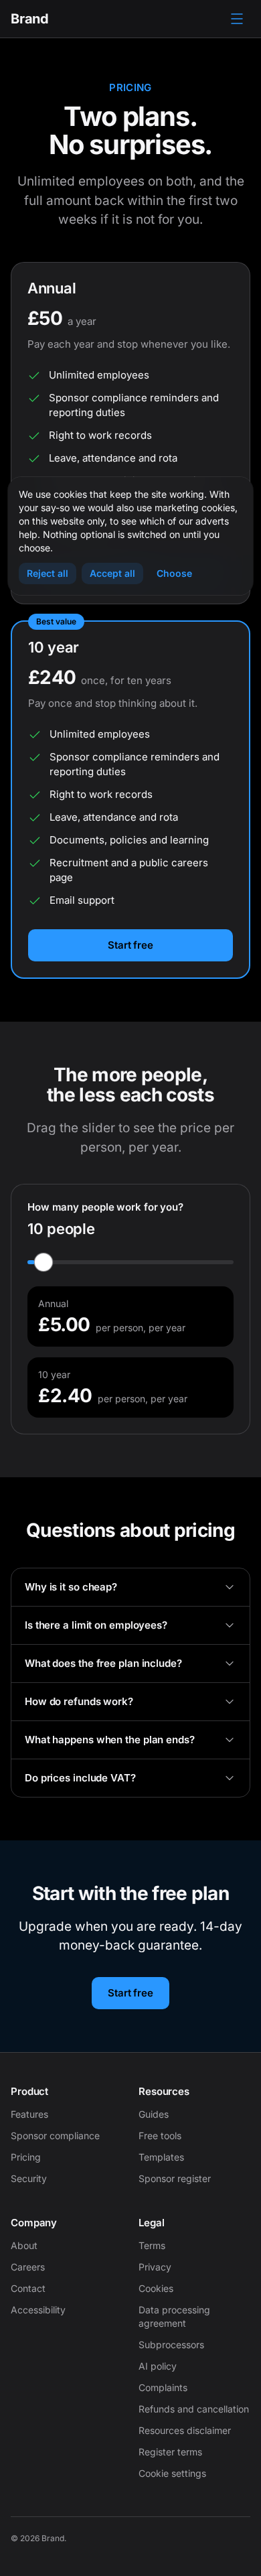 Brand
PRICING
Two plans.
No surprises.
Unlimited employees on both, and the
full amount back within the first two
weeks if it is not for you.
Annual
£50 a year
Pay each year and stop whenever you like.
Unlimited employees
Sponsor compliance reminders and
reporting duties
Right to work records
Leave, attendance and rota
We use cookies that keep the site working. With
your say-so we would also use marketing cookies,
on this website only, to see which of our adverts
help. Nothing optional is switched on until you
choose.
Reject all
Accept all
Choose
Best value
10 year
£240 once, for ten years
Pay once and stop thinking about it.
Unlimited employees
Sponsor compliance reminders and
reporting duties
Right to work records
Leave, attendance and rota
Documents, policies and learning
Recruitment and a public careers
page
Email support
Start free
The more people,
the less each costs
Drag the slider to see the price per
person, per year.
How many people work for you?
10 people
Annual
£5.00 per person, per year
10 year
£2.40 per person, per year
Questions about pricing
Why is it so cheap?
Is there a limit on employees?
What does the free plan include?
How do refunds work?
What happens when the plan ends?
Do prices include VAT?
Start with the free plan
Upgrade when you are ready. 14-day
money-back guarantee.
Start free
Product
Features
Sponsor compliance
Pricing
Security
Resources
Guides
Free tools
Templates
Sponsor register
Company
About
Careers
Contact
Accessibility
Legal
Terms
Privacy
Cookies
Data processing
agreement
Subprocessors
AI policy
Complaints
Refunds and cancellation
Resources disclaimer
Register terms
Cookie settings
© 2026 Brand.